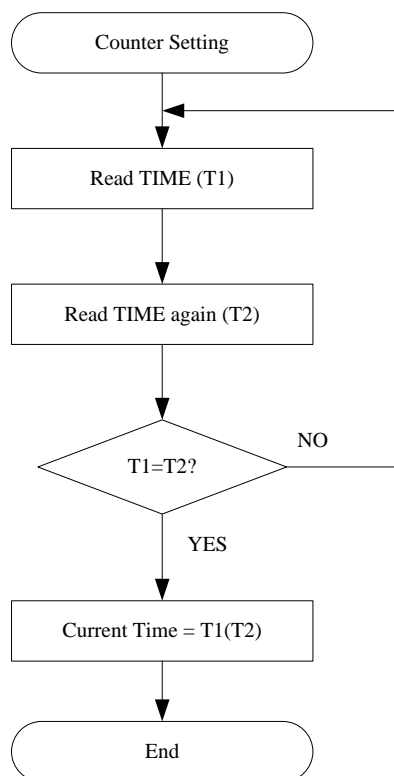 Counter Setting
Read TIME (T1)
Read TIME again (T2)
T1=T2?
NO
YES
Current Time = T1(T2)
End